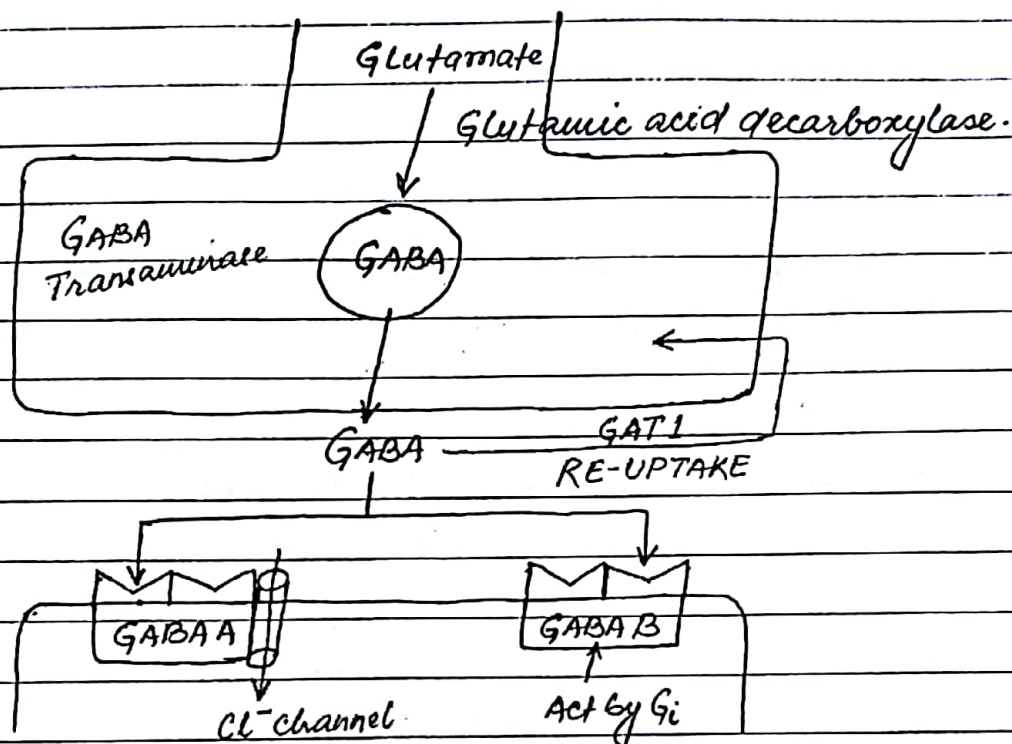 Glutamate
Glutamic acid decarboxylase.
GABA
Transaminase
GABA
GABA
GAT1
RE-UPTAKE
GABA A
GABA B
Cl⁻ channel
Act by Gi